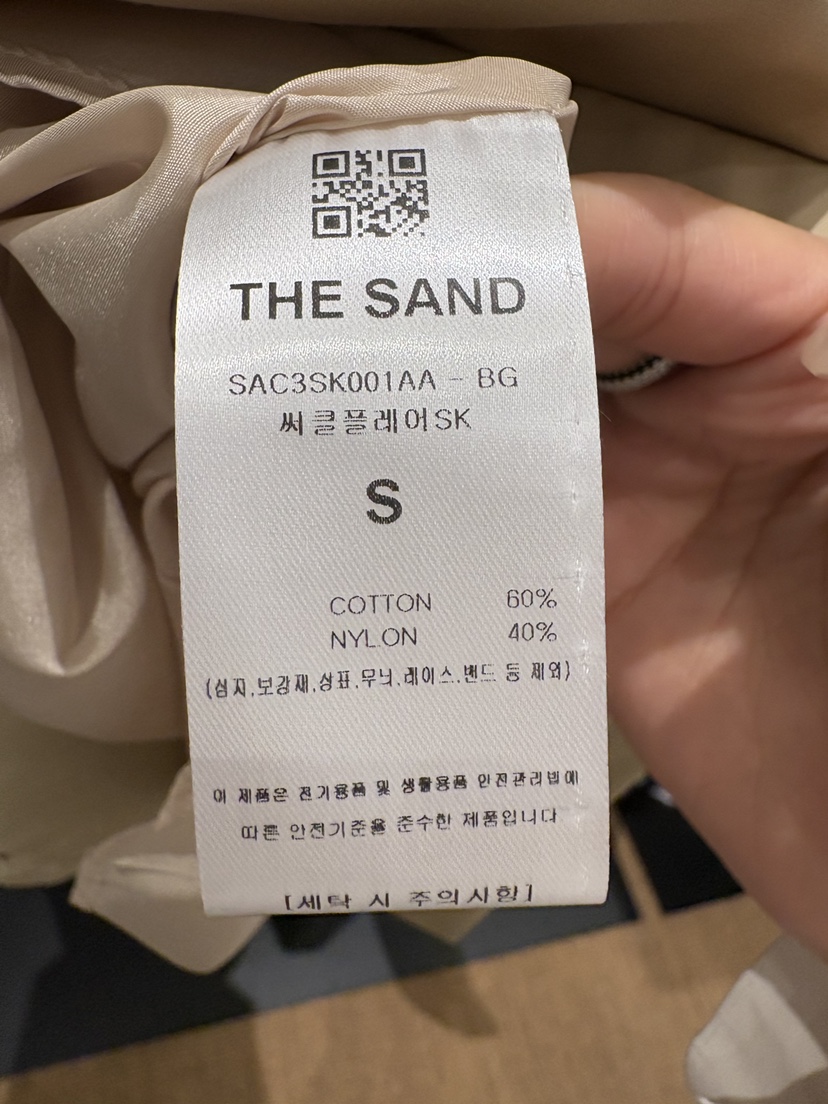 THE SAND
SAC3SK001AA - BG
써클플레어SK
S
COTTON 60%
NYLON 40%
(심지,보강재,상표,무늬,레이스,밴드 등 제외)
이 제품은 전기용품 및 생활용품 안전관리법에
따른 안전기준을 준수한 제품입니다
[세탁 시 주의사항]